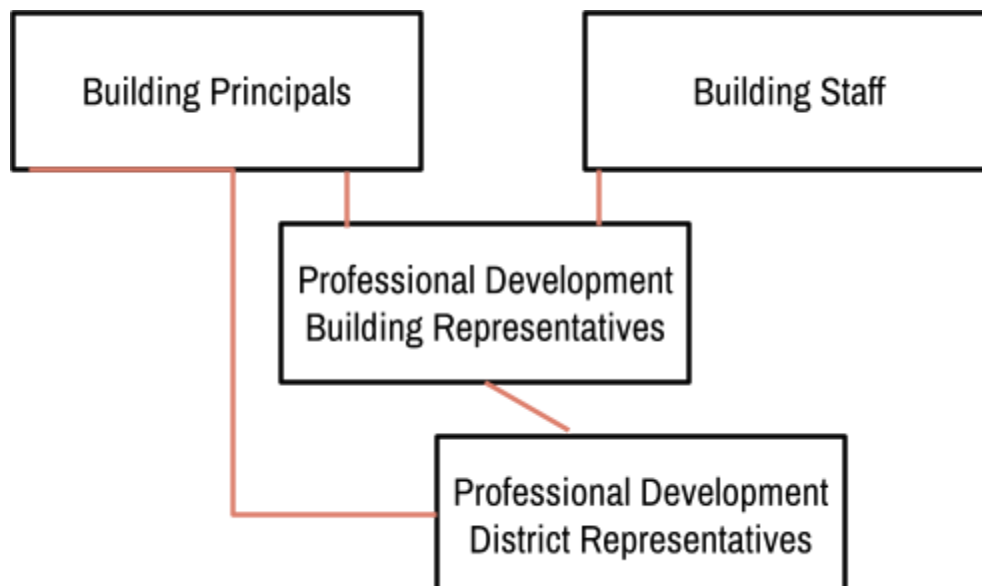 Building Principals
Building Staff
Professional Development
Building Representatives
Professional Development
District Representatives